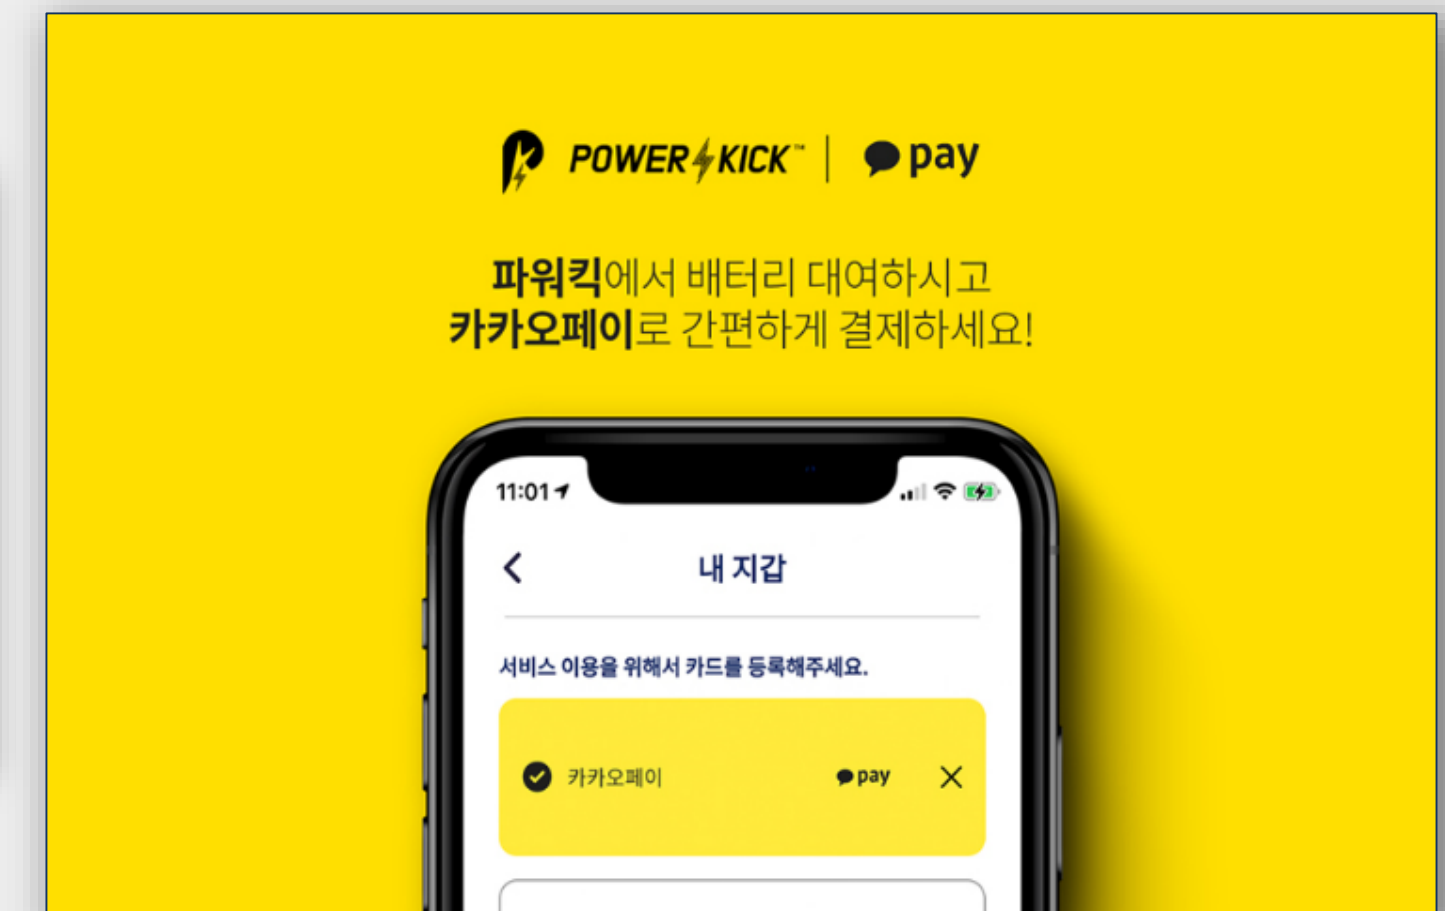 POWER KICK™ | pay
파워킥에서 배터리 대여하시고
카카오페이로 간편하게 결제하세요!
11:01
내 지갑
서비스 이용을 위해서 카드를 등록해주세요.
카카오페이 pay